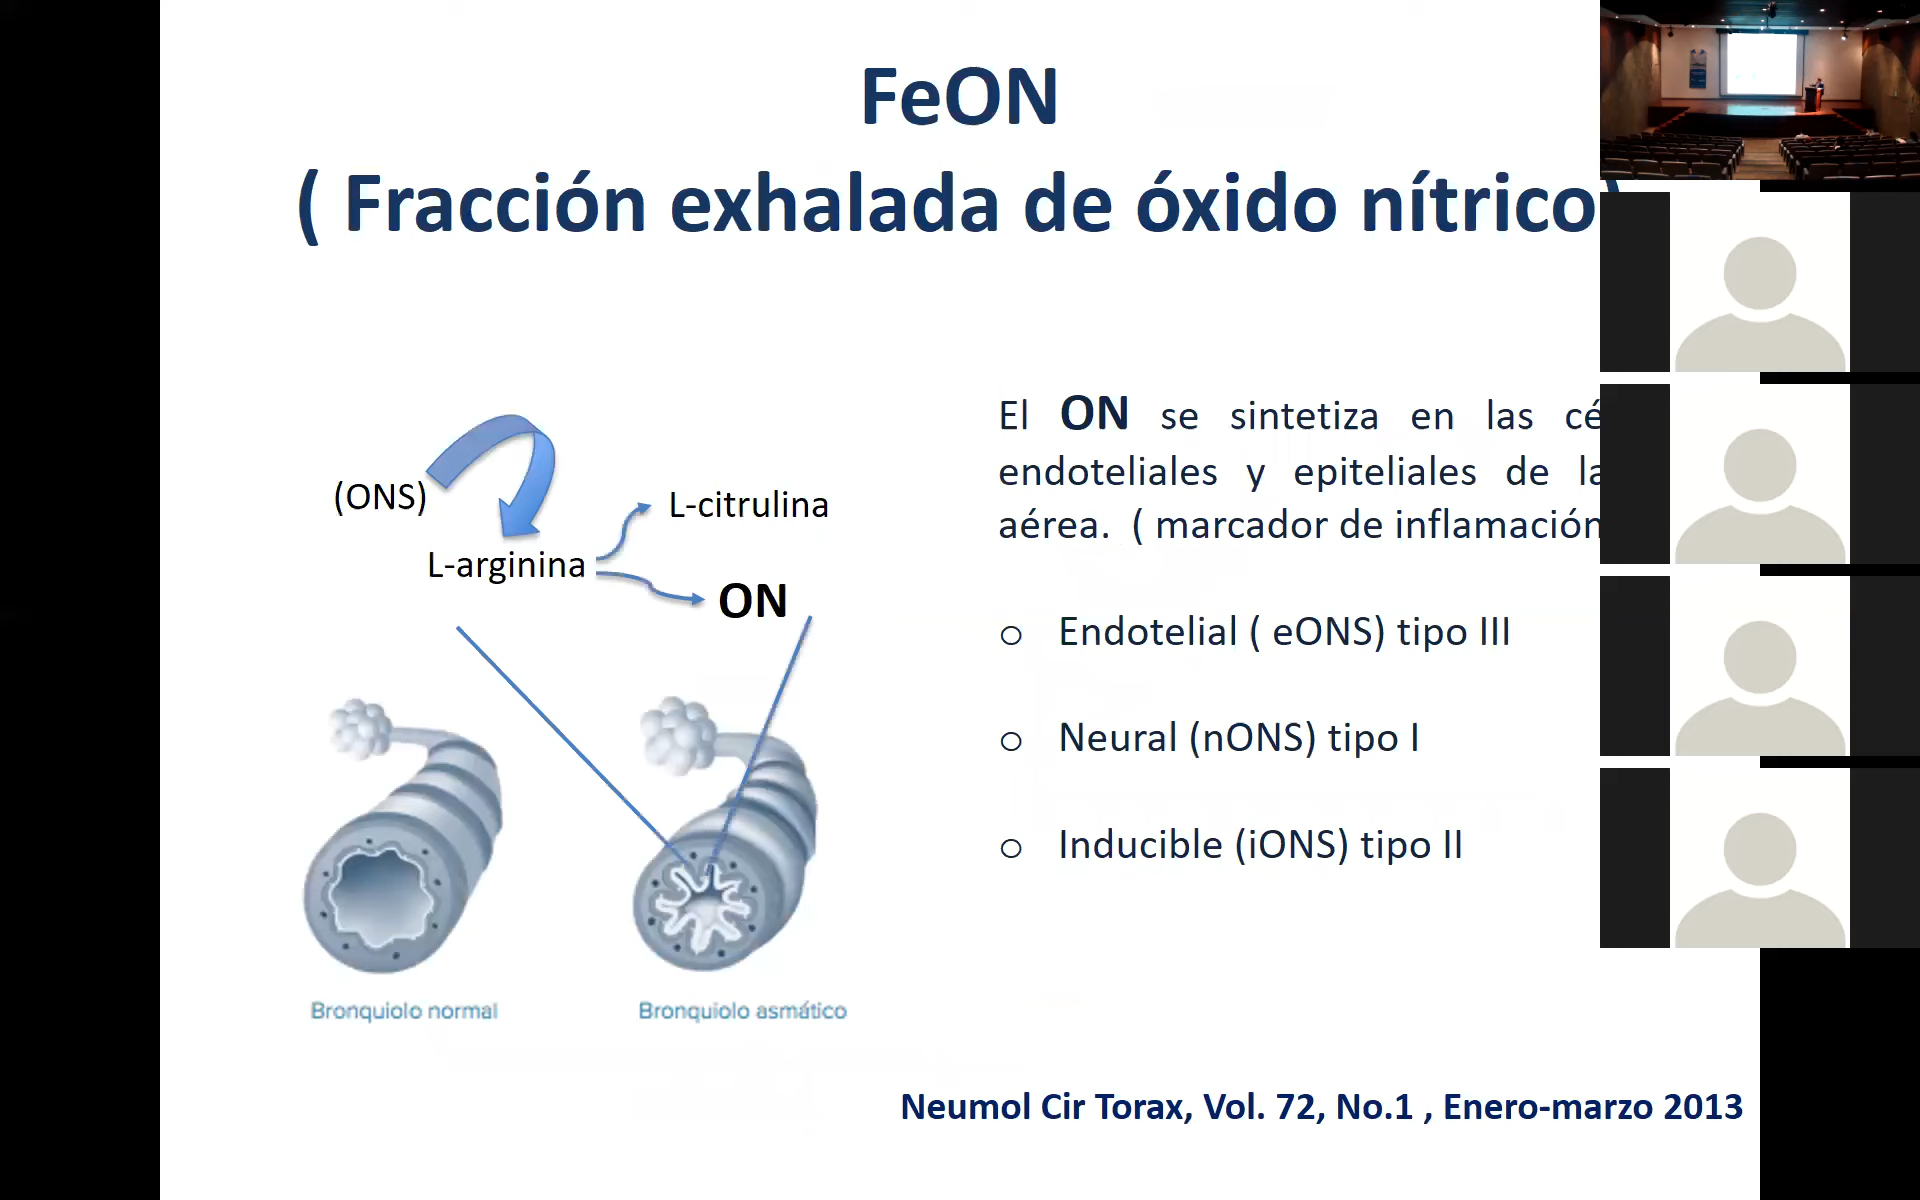 FeON
( Fracción exhalada de óxido nítrico)
(ONS)
L-citrulina
L-arginina
ON
Bronquiolo normal
Bronquiolo asmático
El ON se sintetiza en las
endoteliales y epiteliales de
aérea. ( marcador de inflamación
o Endotelial ( eONS) tipo III
o Neural (nONS) tipo I
o Inducible (iONS) tipo II
Neumol Cir Torax, Vol. 72, No.1 , Enero-marzo 2013